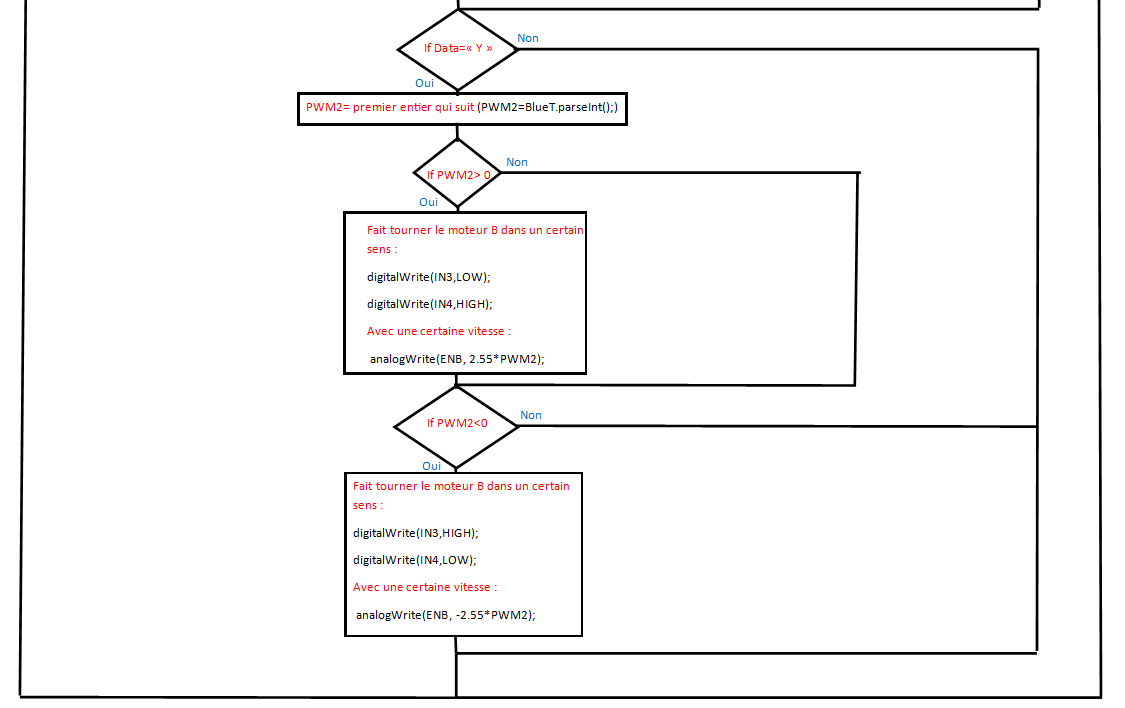 If Data=« Y »
Non
Oui
PWM2= premier entier qui suit (PWM2=BlueT.parseInt();)
If PWM2> 0
Non
Oui
Fait tourner le moteur B dans un certain
sens :
digitalWrite(IN3,LOW);
digitalWrite(IN4,HIGH);
Avec une certaine vitesse :
analogWrite(ENB, 2.55*PWM2);
If PWM2<0
Non
Oui
Fait tourner le moteur B dans un certain
sens :
digitalWrite(IN3,HIGH);
digitalWrite(IN4,LOW);
Avec une certaine vitesse :
analogWrite(ENB, -2.55*PWM2);